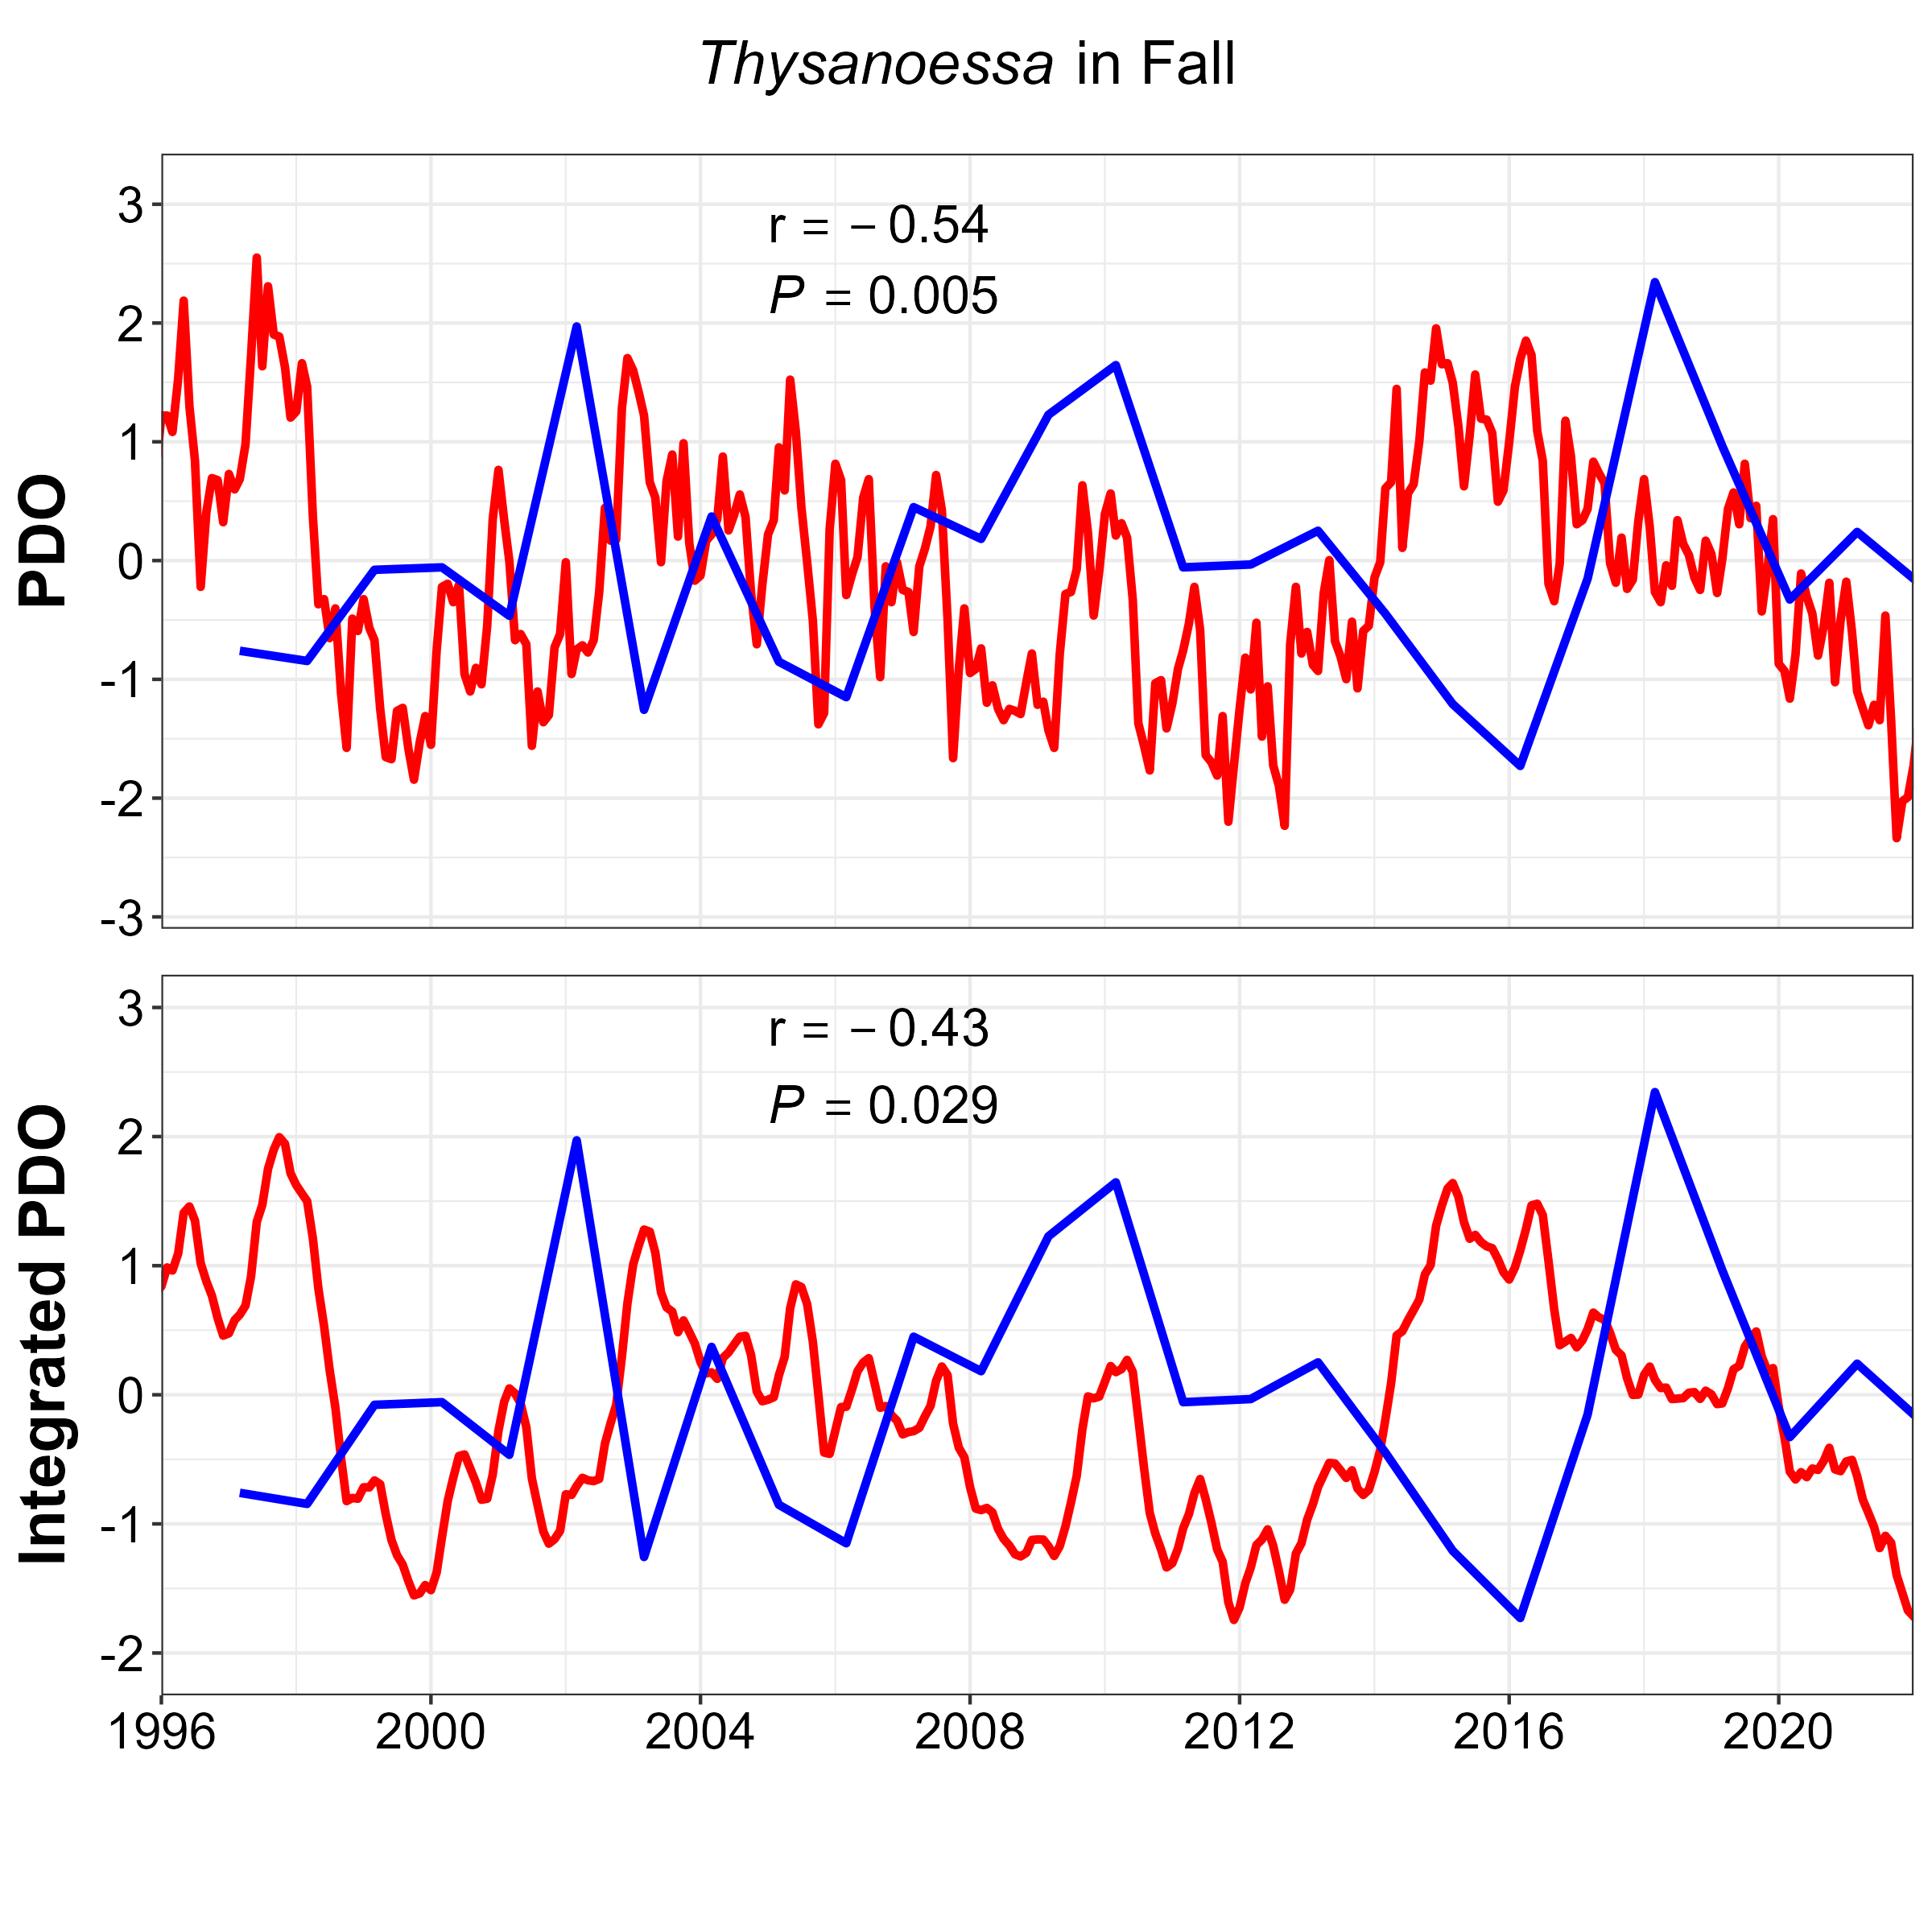 Thysanoessa in Fall
PDO
3
2
1
0
-1
-2
-3
r = − 0.54
P = 0.005
Integrated PDO
3
2
1
0
-1
-2
r = − 0.43
P = 0.029
1996 2000 2004 2008 2012 2016 2020